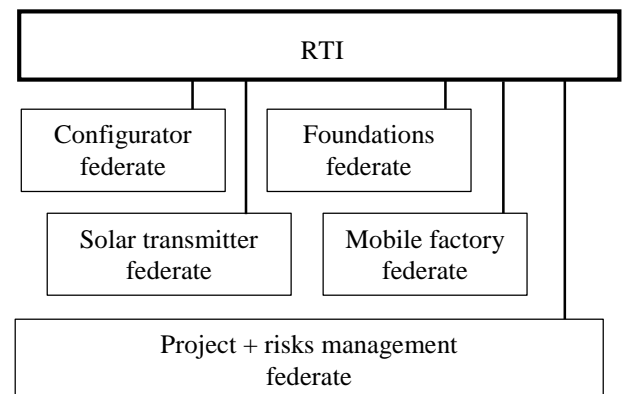 RTI
Configurator
federate
Foundations
federate
Solar transmitter
federate
Mobile factory
federate
Project + risks management
federate